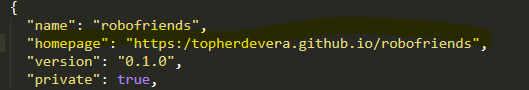 {
"name": "robofriends",
"homepage": "https:/topherdevera.github.io/robofriends",
"version": "0.1.0",
"private": true,